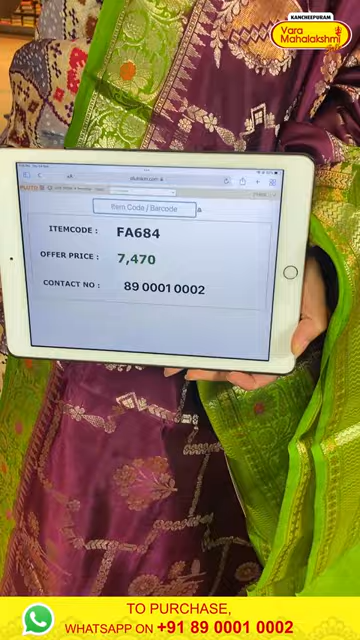 KANCHEEPURAM
Vara
Mahalakshmi
Item Code / Barcode
ITEMCODE : FA684
OFFER PRICE : 7,470
CONTACT NO : 89 0001 0002
TO PURCHASE,
WHATSAPP ON +91 89 0001 0002